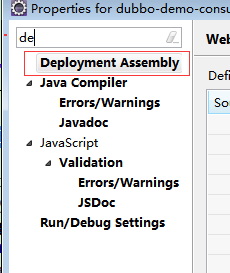 Properties for dubbo-demo-consu
de
Web
Deployment Assembly
Java Compiler
Defi
Errors/Warnings
So
Javadoc
JavaScript
Validation
Errors/Warnings
JSDoc
Run/Debug Settings